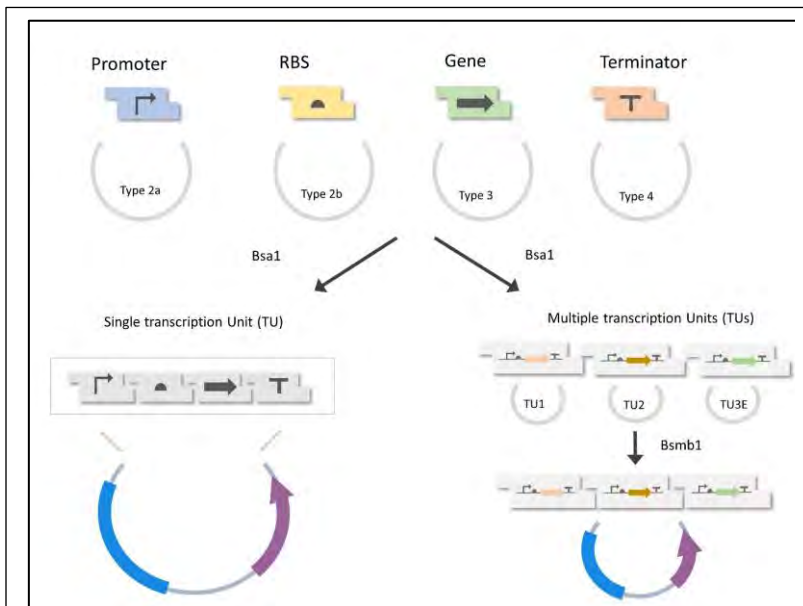 Promoter RBS Gene Terminator
Type 2a Type 2b Type 3 Type 4
Bsa1 Bsa1
Single transcription Unit (TU) Multiple transcription Units (TUs)
TU1 TU2 TU3E
Bsmb1